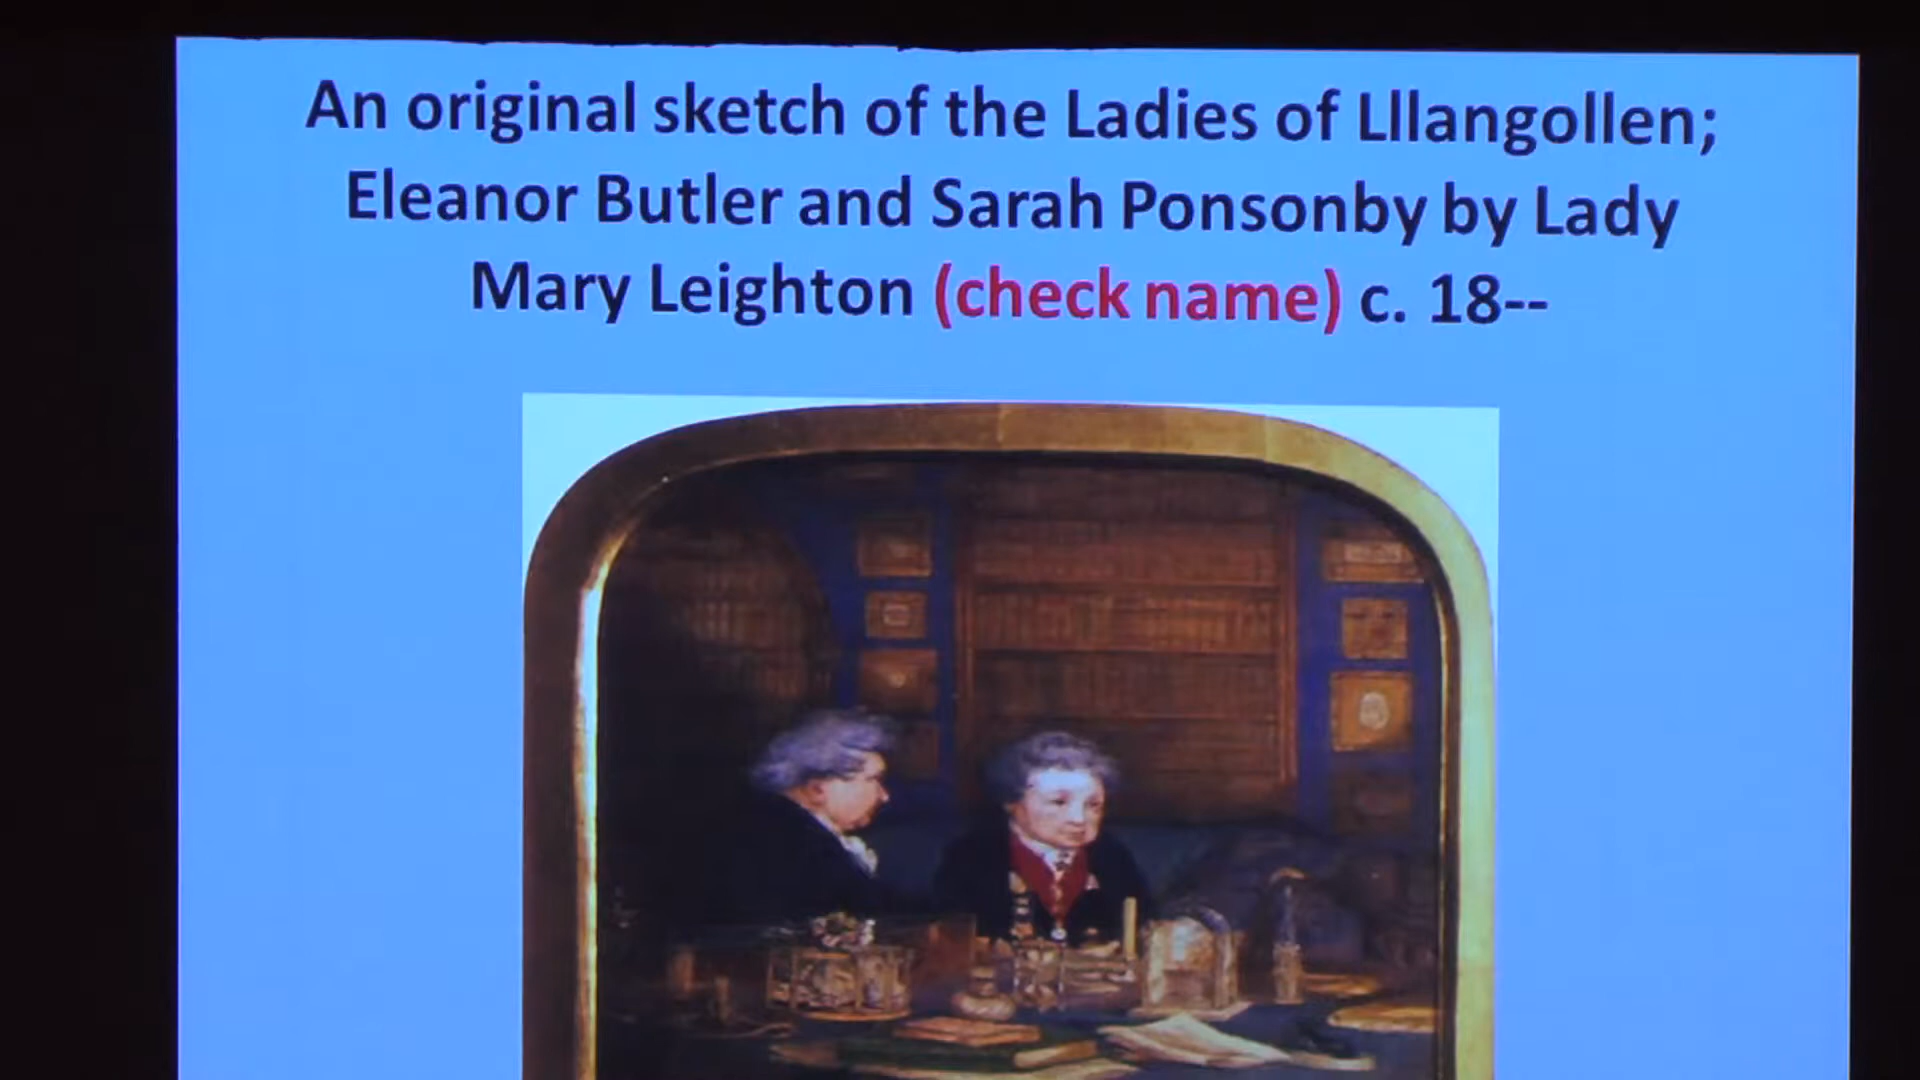 An original sketch of the Ladies of Lllangollen;
Eleanor Butler and Sarah Ponsonby by Lady
Mary Leighton (check name) c. 18--